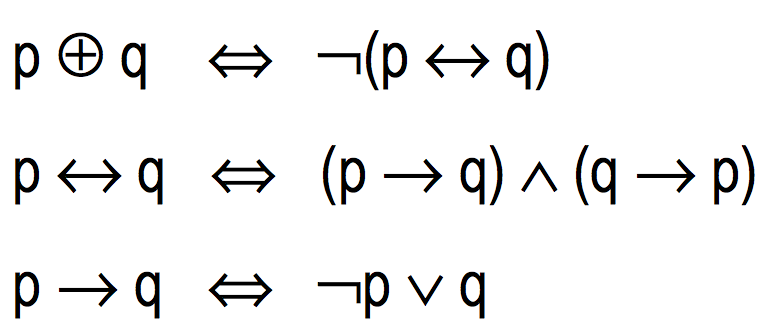 p ⊕ q ⇔ ¬(p ↔ q)
p ↔ q ⇔ (p → q) ∧ (q → p)
p → q ⇔ ¬p ∨ q